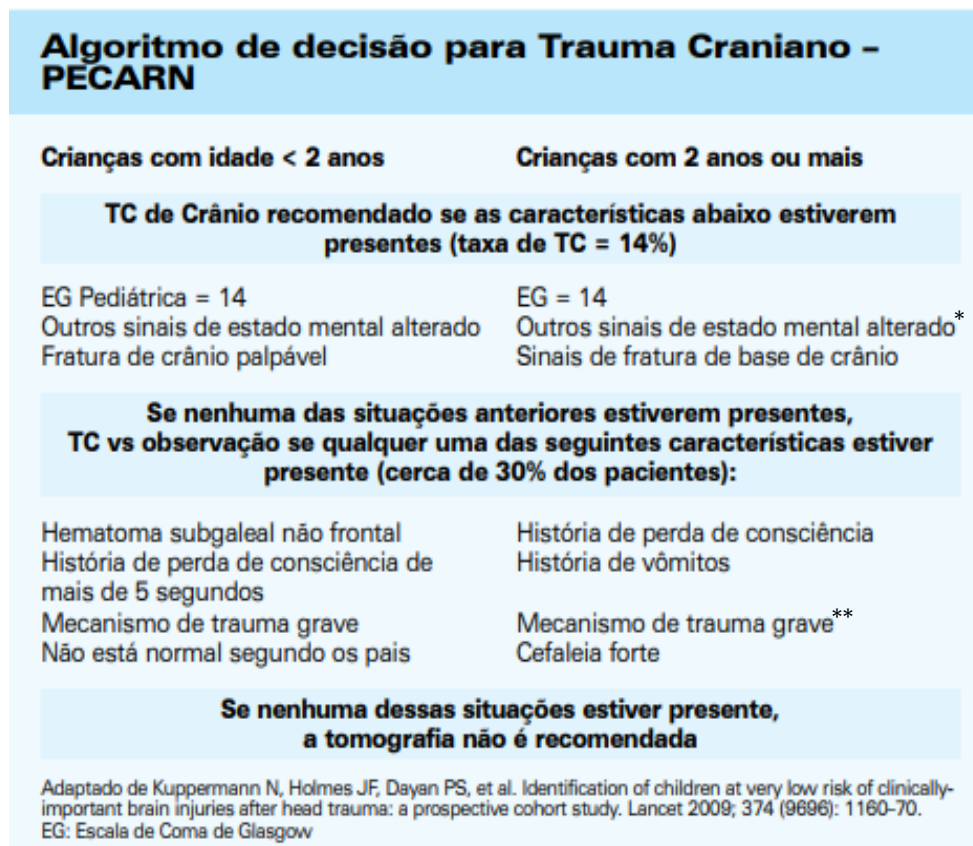 Algoritmo de decisão para Trauma Craniano –
PECARN
Crianças com idade < 2 anos
Crianças com 2 anos ou mais
TC de Crânio recomendado se as características abaixo estiverem
presentes (taxa de TC = 14%)
EG Pediátrica = 14
Outros sinais de estado mental alterado
Fratura de crânio palpável
EG = 14
Outros sinais de estado mental alterado*
Sinais de fratura de base de crânio
Se nenhuma das situações anteriores estiverem presentes,
TC vs observação se qualquer uma das seguintes características estiver
presente (cerca de 30% dos pacientes):
Hematoma subgaleal não frontal
História de perda de consciência de
mais de 5 segundos
Mecanismo de trauma grave
Não está normal segundo os pais
História de perda de consciência
História de vômitos
Mecanismo de trauma grave**
Cefaleia forte
Se nenhuma dessas situações estiver presente,
a tomografia não é recomendada
Adaptado de Kuppermann N, Holmes JF, Dayan PS, et al. Identification of children at very low risk of clinically-
important brain injuries after head trauma: a prospective cohort study. Lancet 2009; 374 (9696): 1160-70.
EG: Escala de Coma de Glasgow